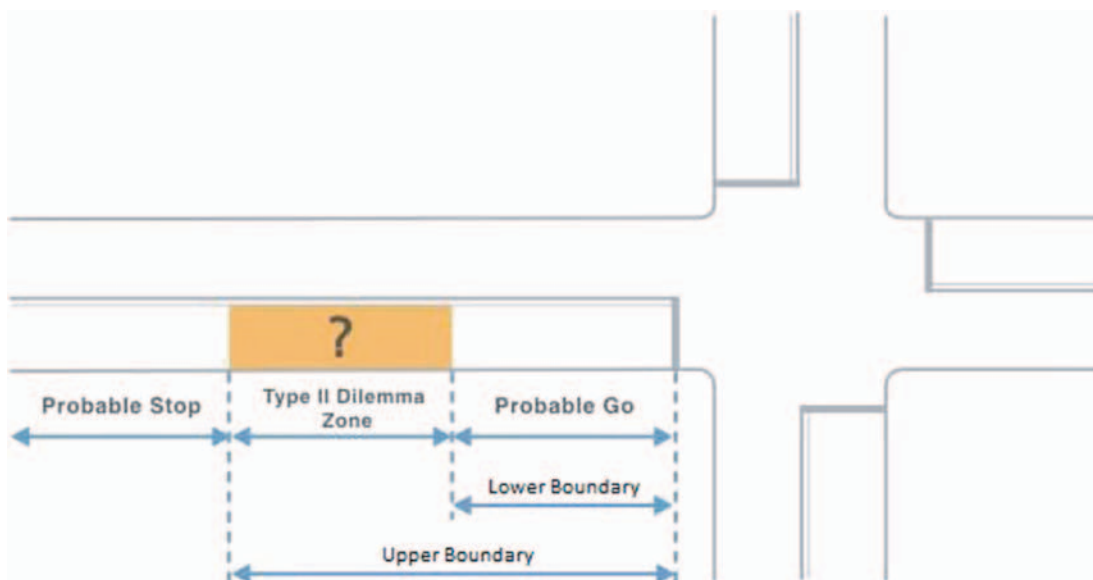 ?
Probable Stop
Type II Dilemma
Zone
Probable Go
Lower Boundary
Upper Boundary